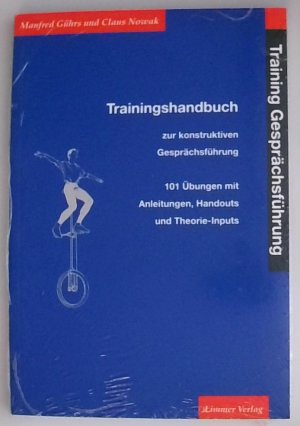 Manfred Gührs und Claus Nowak
Training Gesprächsführung
Trainingshandbuch
zur konstruktiven
Gesprächsführung
101 Übungen mit
Anleitungen, Handouts
und Theorie-Inputs
Limmer Verlag